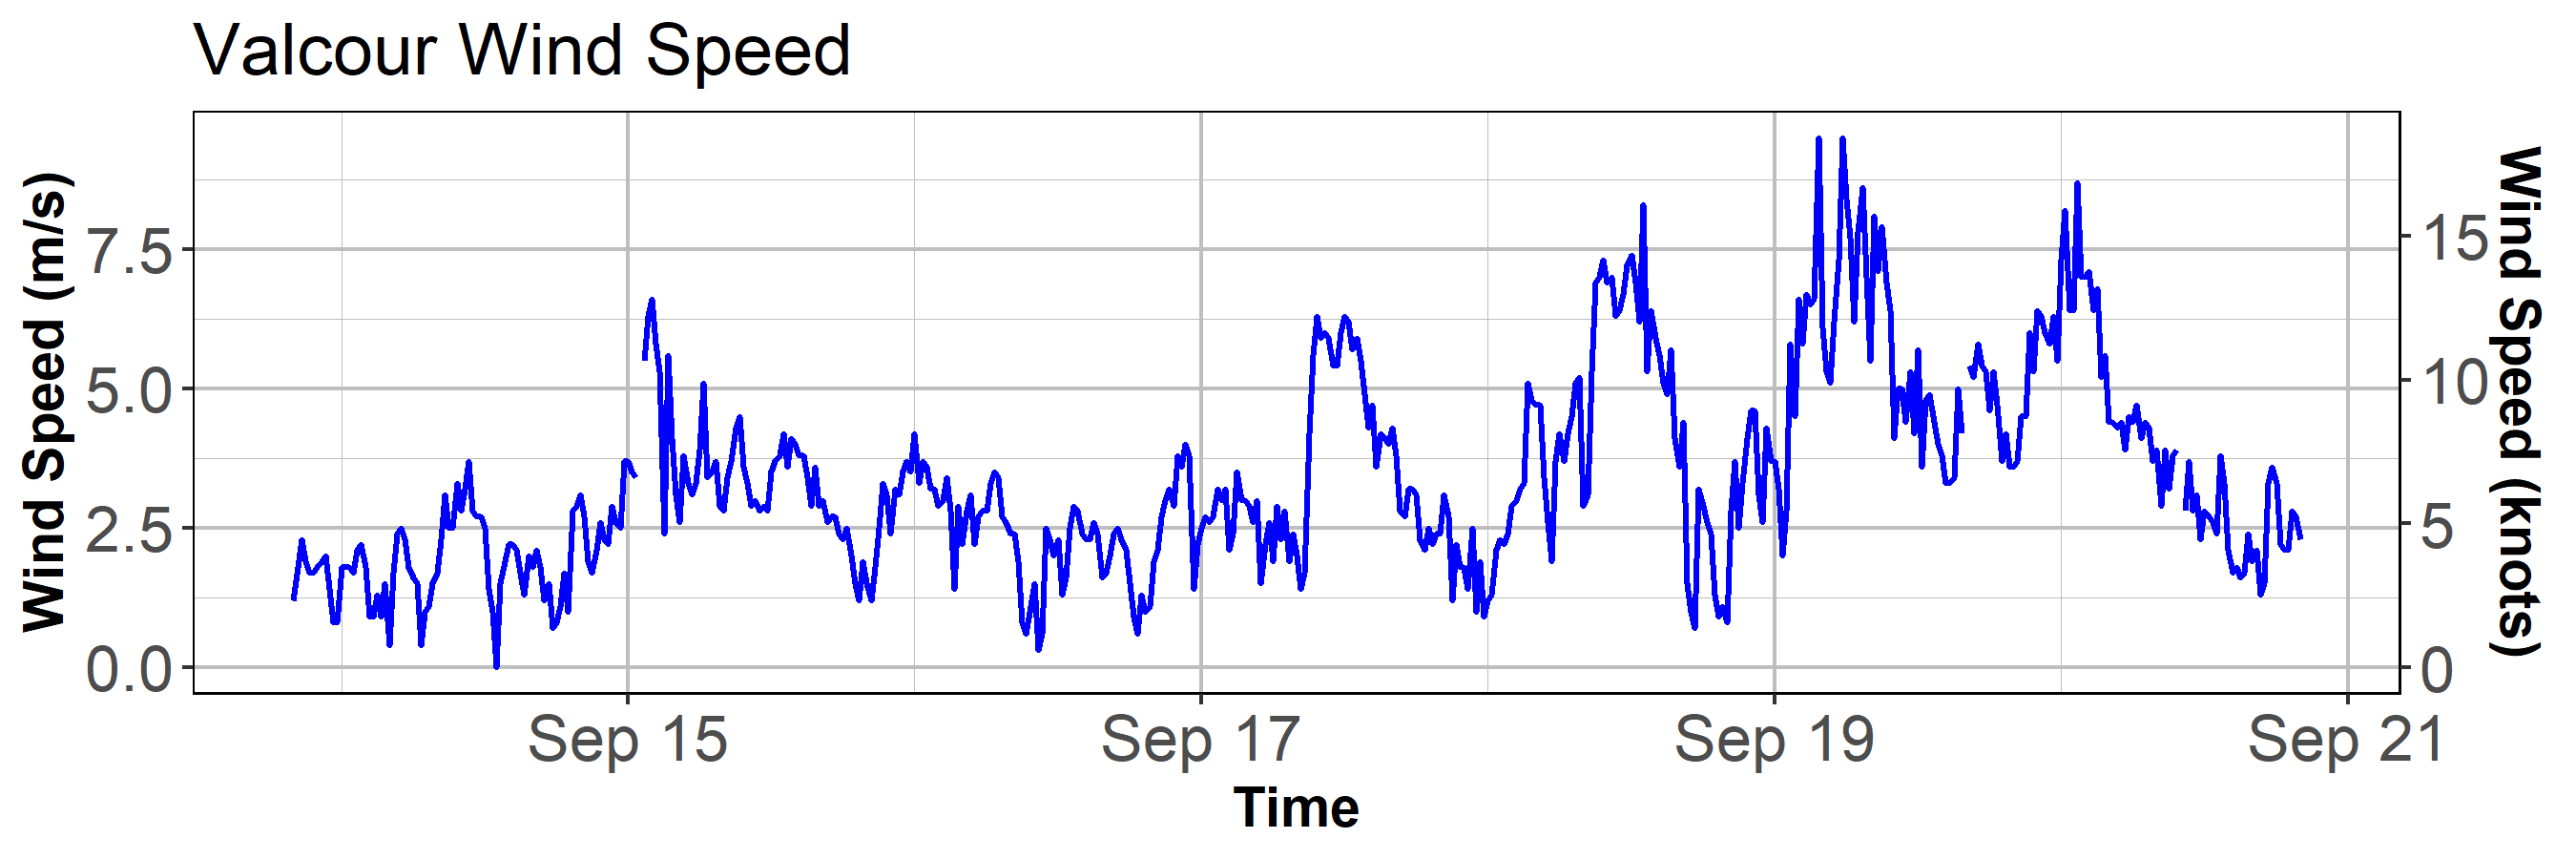 Valcour Wind Speed
Wind Speed (m/s)
7.5
5.0
2.5
0.0
15
10
5
0
Wind Speed (knots)
Sep 15
Sep 17
Sep 19
Sep 21
Time